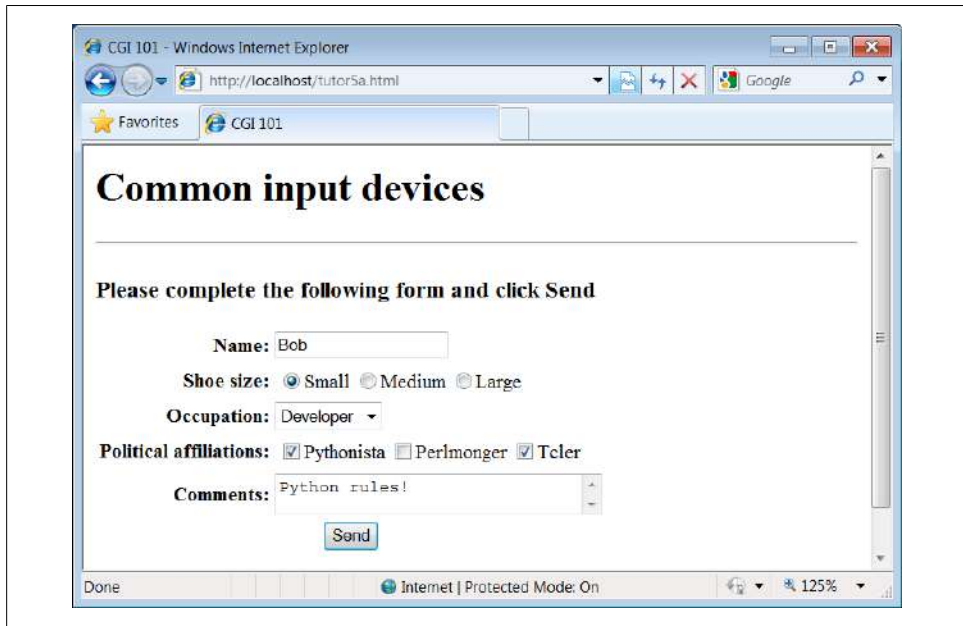 CGI 101 - Windows Internet Explorer
http://localhost/tutor5a.html
Google
Favorites
CGI 101
Common input devices
Please complete the following form and click Send
Name: Bob
Shoe size: Small Medium Large
Occupation: Developer
Political affiliations: Pythonista Perlmonger Tcler
Comments: Python rules!
Send
Done Internet | Protected Mode: On 125%